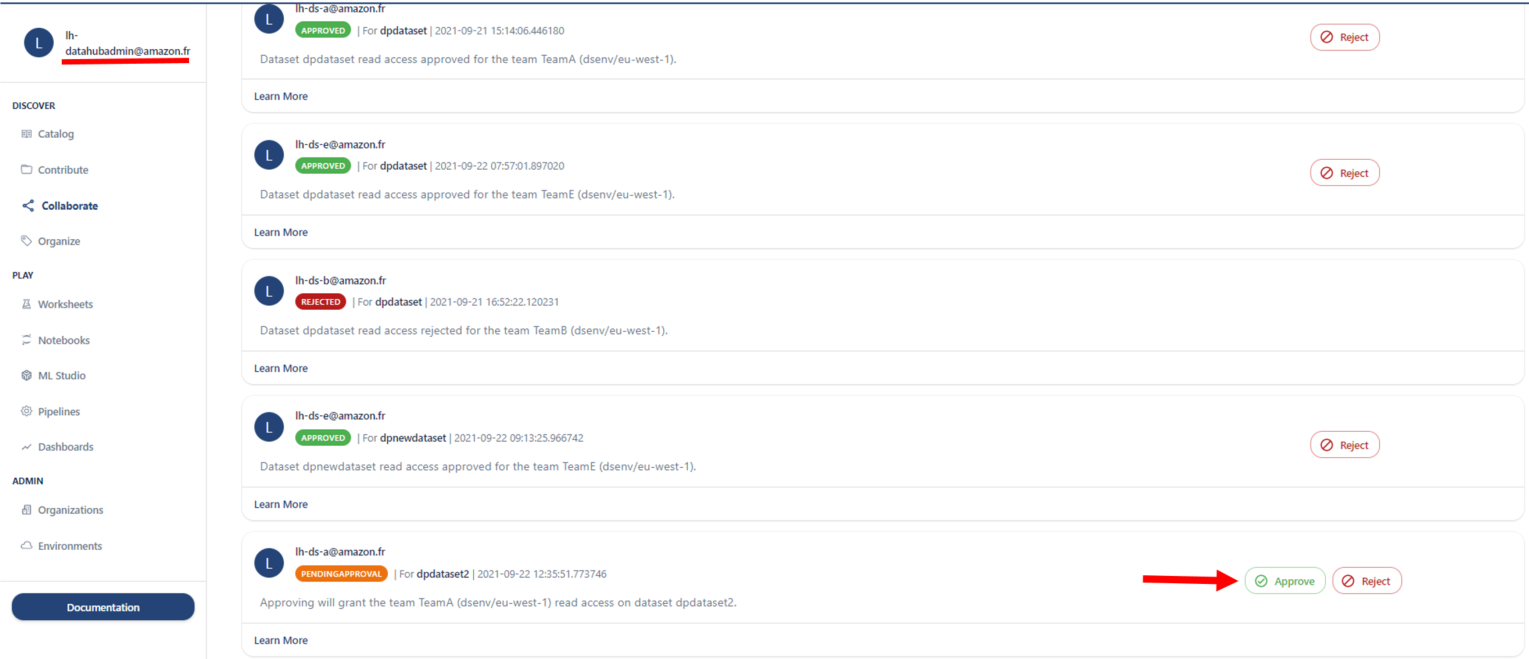 L
lh-
datahubadmin@amazon.fr
DISCOVER
Catalog
Contribute
Collaborate
Organize
PLAY
Worksheets
Notebooks
ML Studio
Pipelines
Dashboards
ADMIN
Organizations
Environments
Documentation
L
lh-ds-a@amazon.fr
APPROVED | For dpdataset | 2021-09-21 15:14:06.446180
Reject
Dataset dpdataset read access approved for the team TeamA (dsenv/eu-west-1).
Learn More
L
lh-ds-e@amazon.fr
APPROVED | For dpdataset | 2021-09-22 07:57:01.897020
Reject
Dataset dpdataset read access approved for the team TeamE (dsenv/eu-west-1).
Learn More
L
lh-ds-b@amazon.fr
REJECTED | For dpdataset | 2021-09-21 16:52:22.120231
Dataset dpdataset read access rejected for the team TeamB (dsenv/eu-west-1).
Learn More
L
lh-ds-e@amazon.fr
APPROVED | For dpnewdataset | 2021-09-22 09:13:25.966742
Reject
Dataset dpnewdataset read access approved for the team TeamE (dsenv/eu-west-1).
Learn More
L
lh-ds-a@amazon.fr
PENDINGAPPROVAL | For dpdataset2 | 2021-09-22 12:35:51.773746
Approve Reject
Approving will grant the team TeamA (dsenv/eu-west-1) read access on dataset dpdataset2.
Learn More